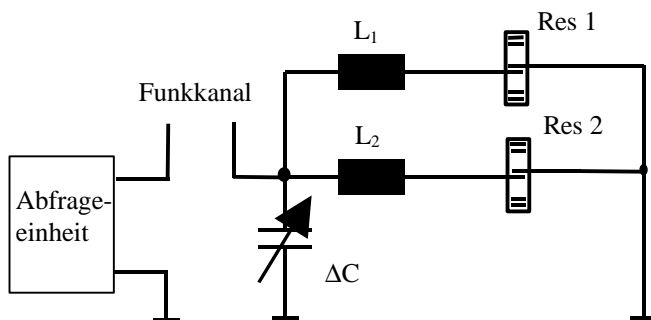 Res 1
L₁
Funkkanal
Res 2
L₂
Abfrage-
einheit
ΔC